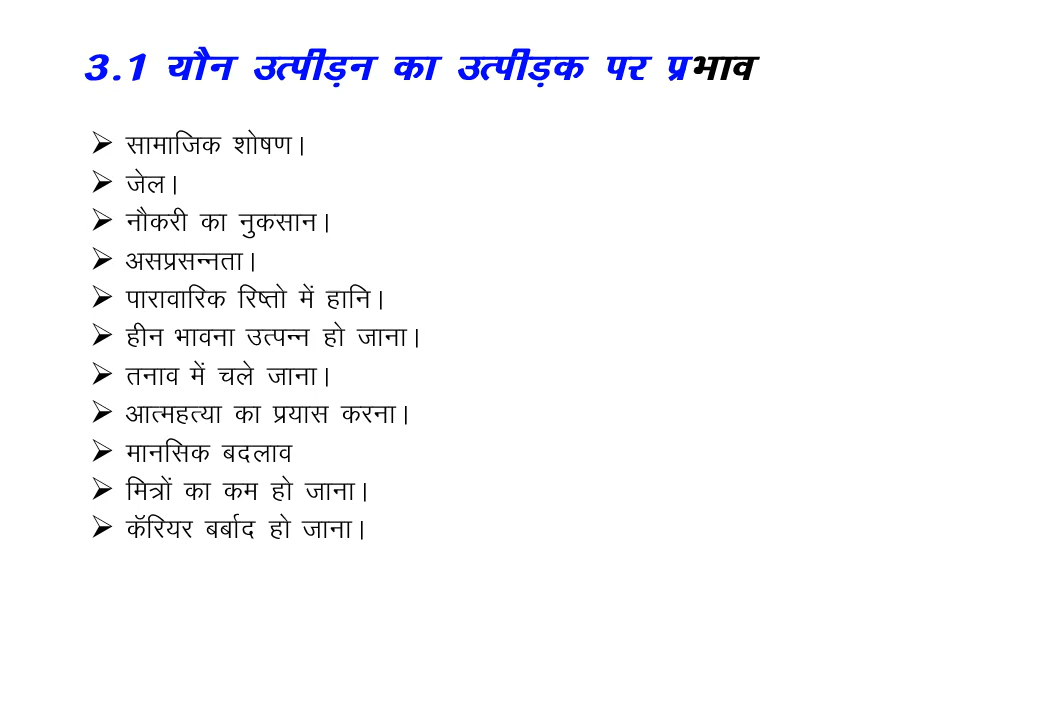 3.1 यौन उत्पीड़न का उत्पीड़क पर प्रभाव
➢ सामाजिक शोषण।
➢ जेल।
➢ नौकरी का नुकसान।
➢ असप्रसन्नता।
➢ पारावारिक रिष्तो में हानि।
➢ हीन भावना उत्पन्न हो जाना।
➢ तनाव में चले जाना।
➢ आत्महत्या का प्रयास करना।
➢ मानसिक बदलाव
➢ मित्रों का कम हो जाना।
➢ कॅरियर बर्बाद हो जाना।